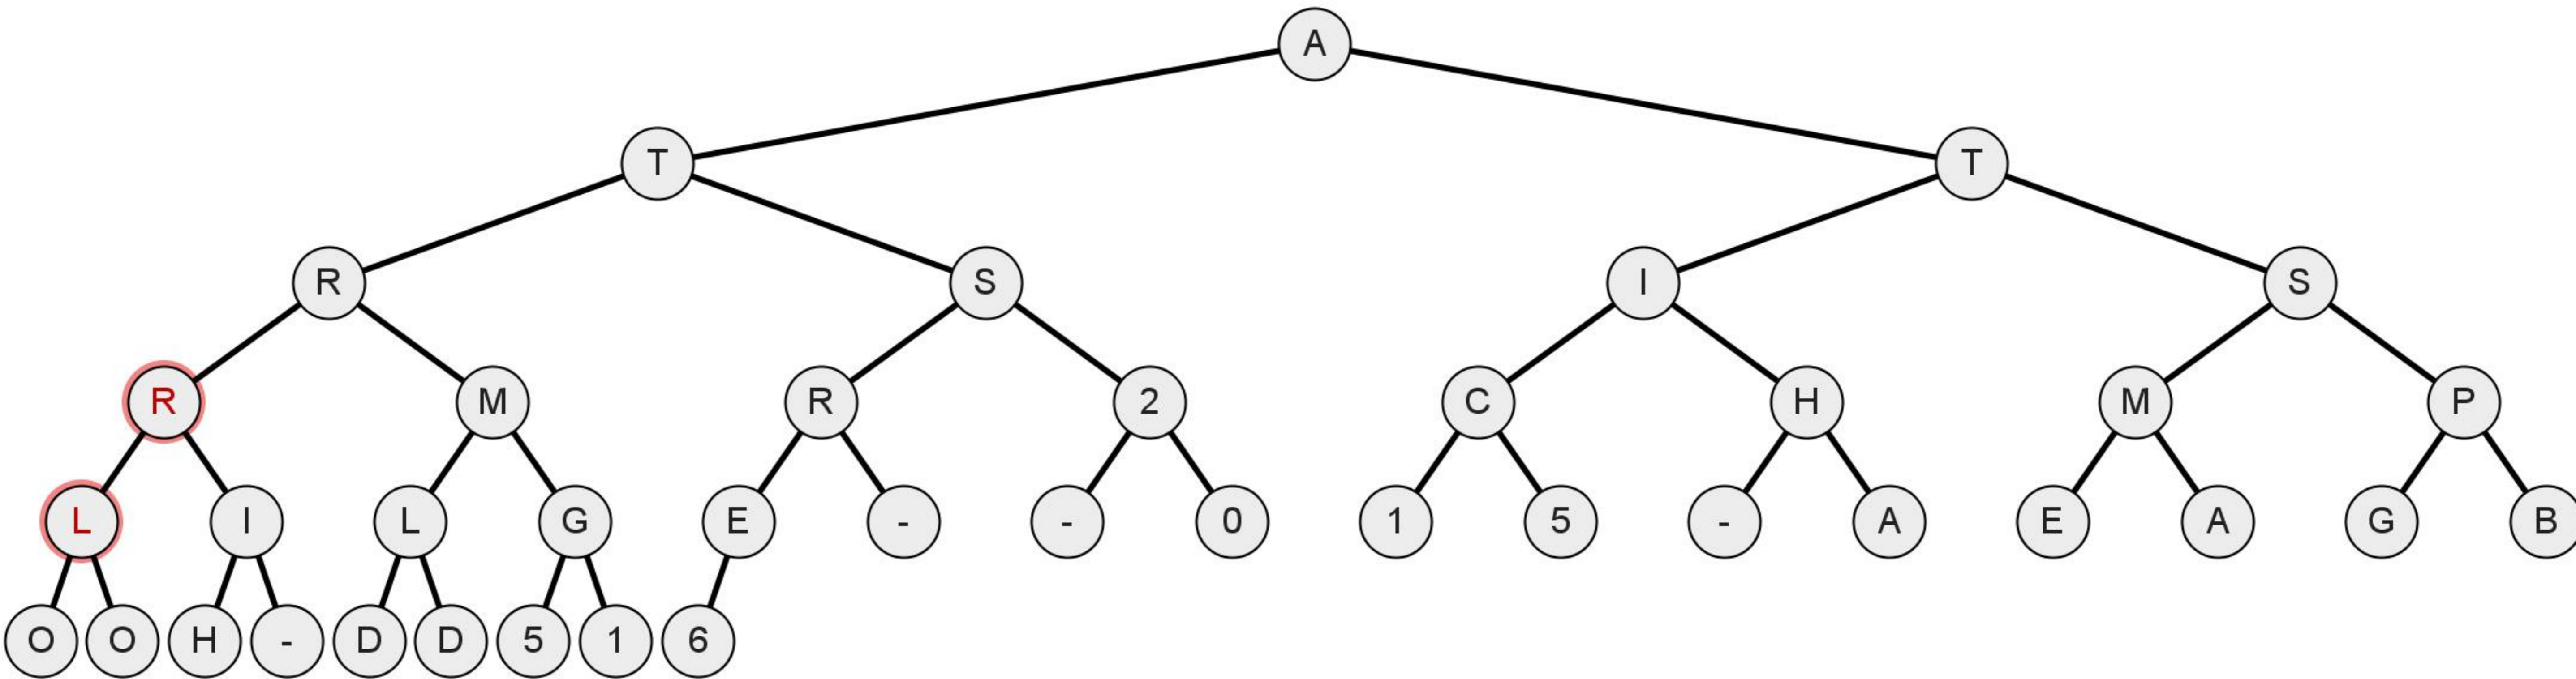 A
T T
R S I S
R M R 2 C H M P
L I L G E - - 0 1 5 - A E A G B
O O H - D D 5 1 6